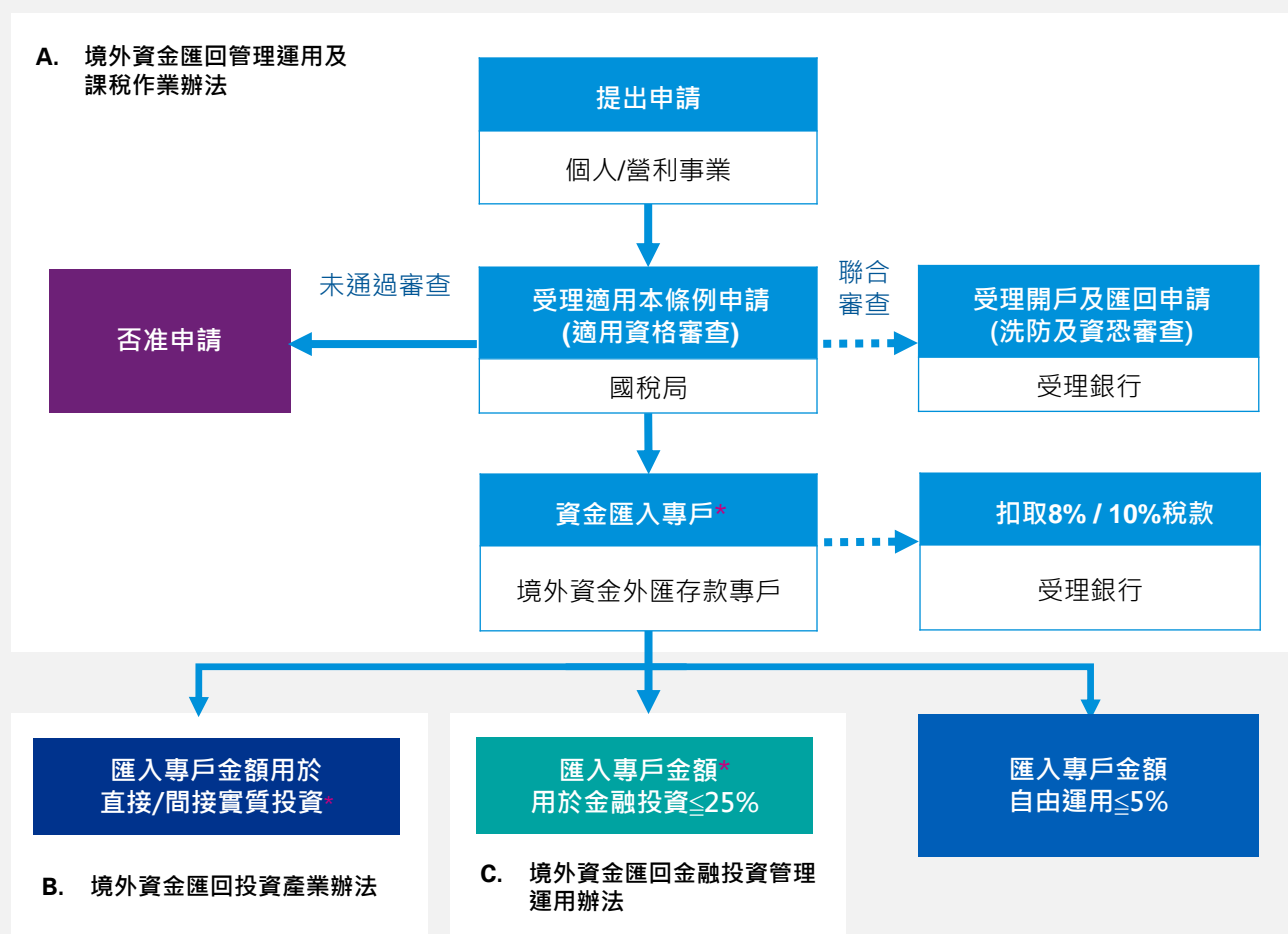 A. 境外資金匯回管理運用及
課稅作業辦法
提出申請
個人/營利事業
未通過審查
聯合
審查
否准申請
受理適用本條例申請
(適用資格審查)
國稅局
受理開戶及匯回申請
(洗防及資恐審查)
受理銀行
資金匯入專戶*
境外資金外匯存款專戶
扣取8% / 10%稅款
受理銀行
匯入專戶金額用於
直接/間接實質投資*
B. 境外資金匯回投資產業辦法
匯入專戶金額*
用於金融投資≦25%
C. 境外資金匯回金融投資管理
運用辦法
匯入專戶金額
自由運用≦5%